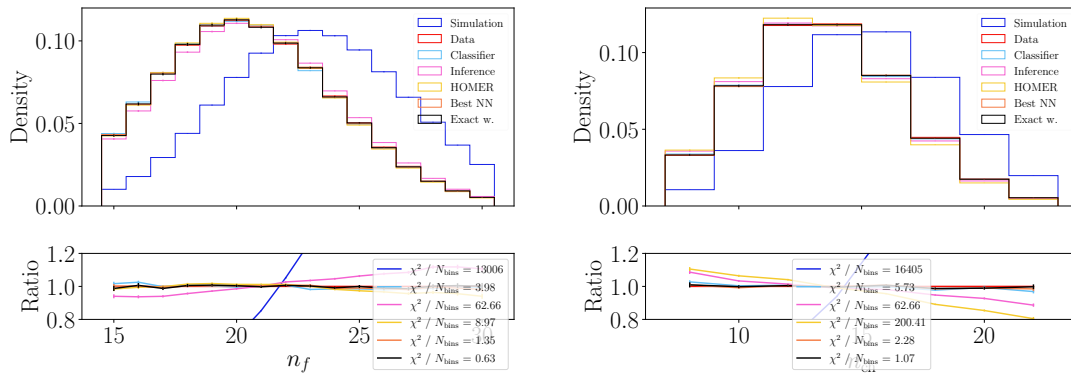 0.10
0.05
0.00
Density
Simulation
Data
Classifier
Inference
HOMER
Best NN
Exact w.
1.2
1.0
0.8
Ratio
χ² / N_bins = 13006
χ² / N_bins = 3.98
χ² / N_bins = 62.66
χ² / N_bins = 8.97
χ² / N_bins = 1.35
χ² / N_bins = 0.63
15 20 25
n_f
0.10
0.05
0.00
Density
Simulation
Data
Classifier
Inference
HOMER
Best NN
Exact w.
1.2
1.0
0.8
Ratio
χ² / N_bins = 16405
χ² / N_bins = 5.73
χ² / N_bins = 62.66
χ² / N_bins = 200.41
χ² / N_bins = 2.28
χ² / N_bins = 1.07
10 20